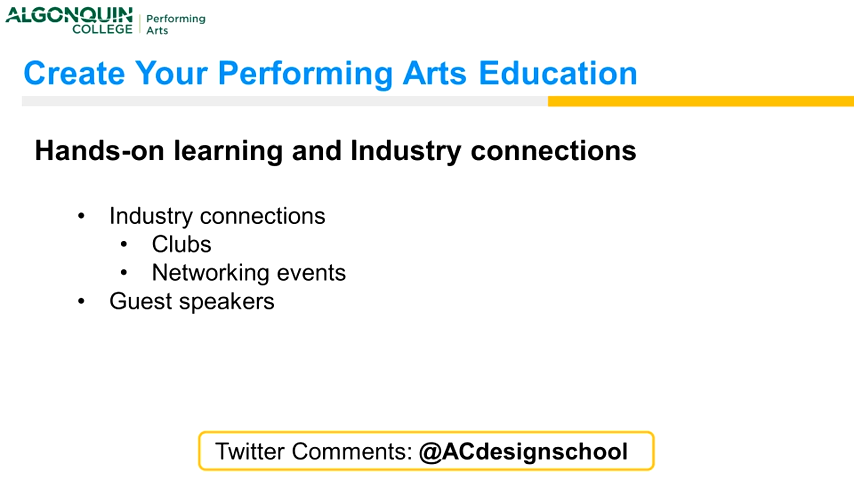 ALGONQUIN
COLLEGE
Performing
Arts
Create Your Performing Arts Education
Hands-on learning and Industry connections
• Industry connections
• Clubs
• Networking events
• Guest speakers
Twitter Comments: @ACdesignschool